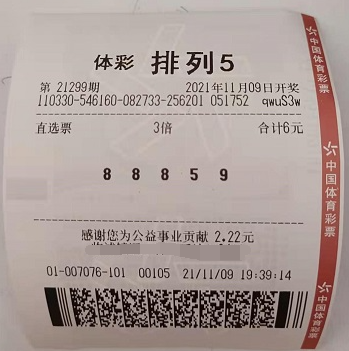 体彩 排列5
第 21299期 2021年11月09日开奖
110330-546160-082733-256201 051752 qwuS3w
直选票 3倍 合计6元
8 8 8 5 9
感谢您为公益事业贡献 2.22元
01-007076-101 00105 21/11/09 19:39:14
中国体育彩票
中国体育彩票
中国体育彩票